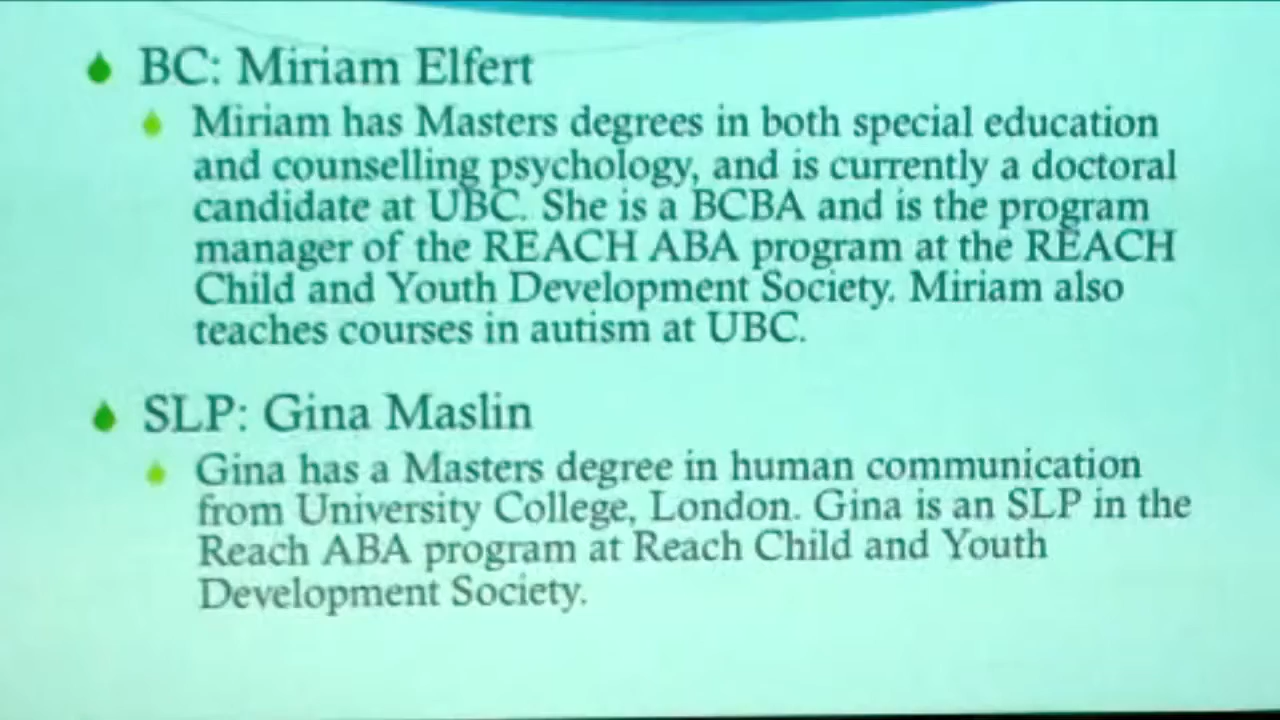 BC: Miriam Elfert
Miriam has Masters degrees in both special education
and counselling psychology, and is currently a doctoral
candidate at UBC. She is a BCBA and is the program
manager of the REACH ABA program at the REACH
Child and Youth Development Society. Miriam also
teaches courses in autism at UBC.
SLP: Gina Maslin
Gina has a Masters degree in human communication
from University College, London. Gina is an SLP in the
Reach ABA program at Reach Child and Youth
Development Society.